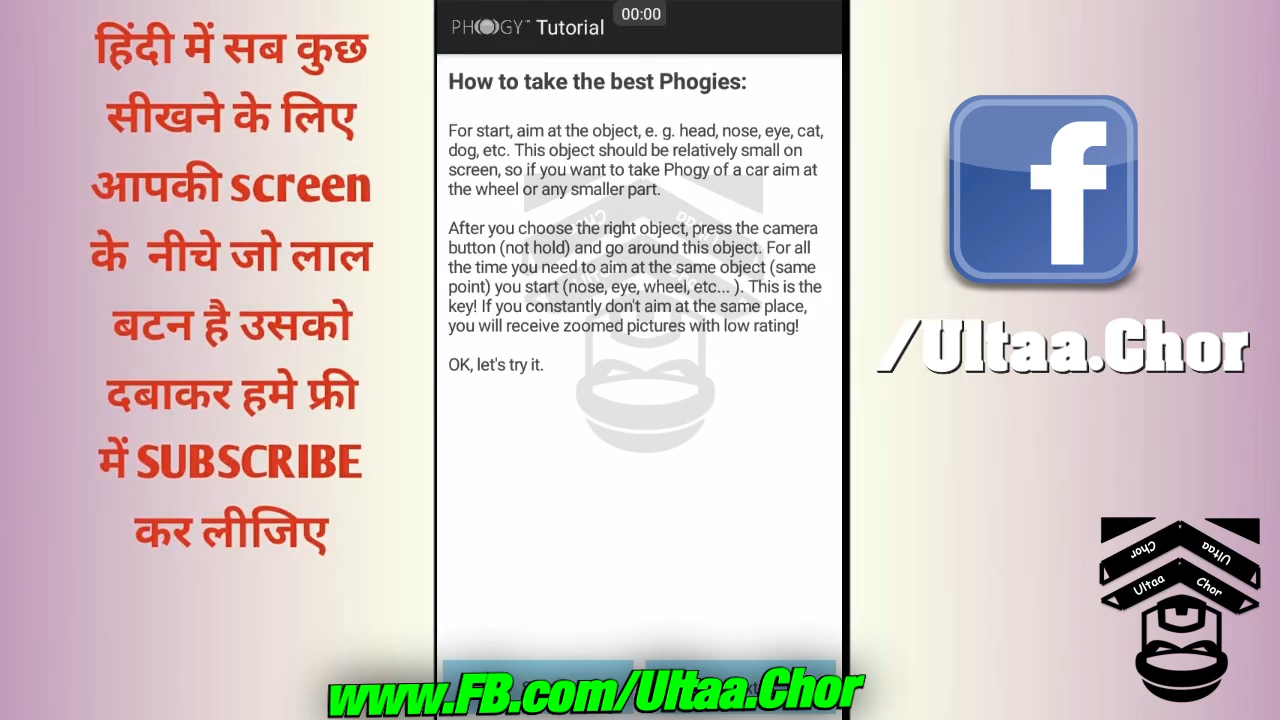 हिंदी में सब कुछ
सीखने के लिए
आपकी screen
के नीचे जो लाल
बटन है उसको
दबाकर हमे फ्री
में SUBSCRIBE
कर लीजिए
00:00
PHOGY™ Tutorial
How to take the best Phogies:
For start, aim at the object, e. g. head, nose, eye, cat,
dog, etc. This object should be relatively small on
screen, so if you want to take Phogy of a car aim at
the wheel or any smaller part.
After you choose the right object, press the camera
button (not hold) and go around this object. For all
the time you need to aim at the same object (same
point) you start (nose, eye, wheel, etc... ). This is the
key! If you constantly don't aim at the same place,
you will receive zoomed pictures with low rating!
OK, let's try it.
www.FB.com/Ultaa.Chor
f
/Ultaa.Chor
Chor Ultaa
Ultaa Chor